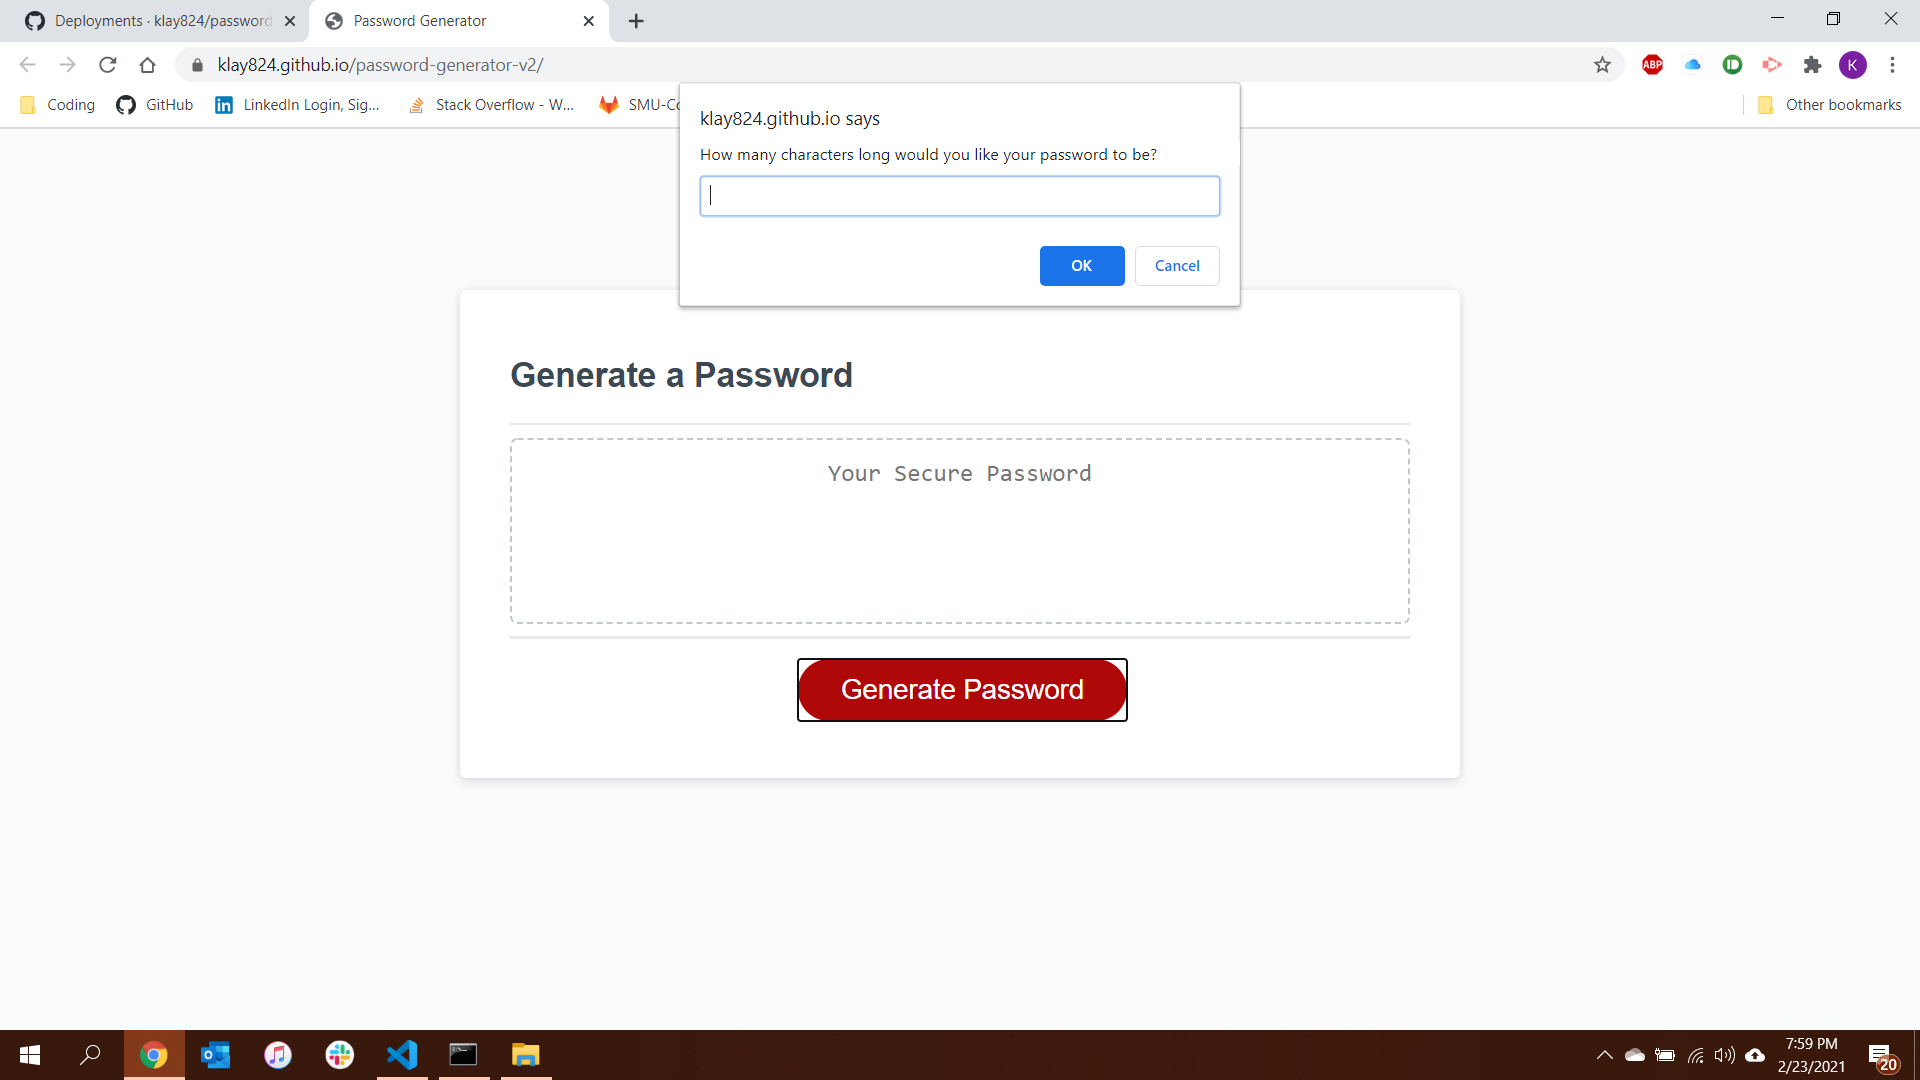 Deployments · klay824/password
Password Generator
klay824.github.io/password-generator-v2/
ABP
K
Coding
GitHub
LinkedIn Login, Sig...
Stack Overflow - W...
SMU-Co
Other bookmarks
klay824.github.io says
How many characters long would you like your password to be?
OK
Cancel
Generate a Password
Your Secure Password
Generate Password
7:59 PM
2/23/2021
20